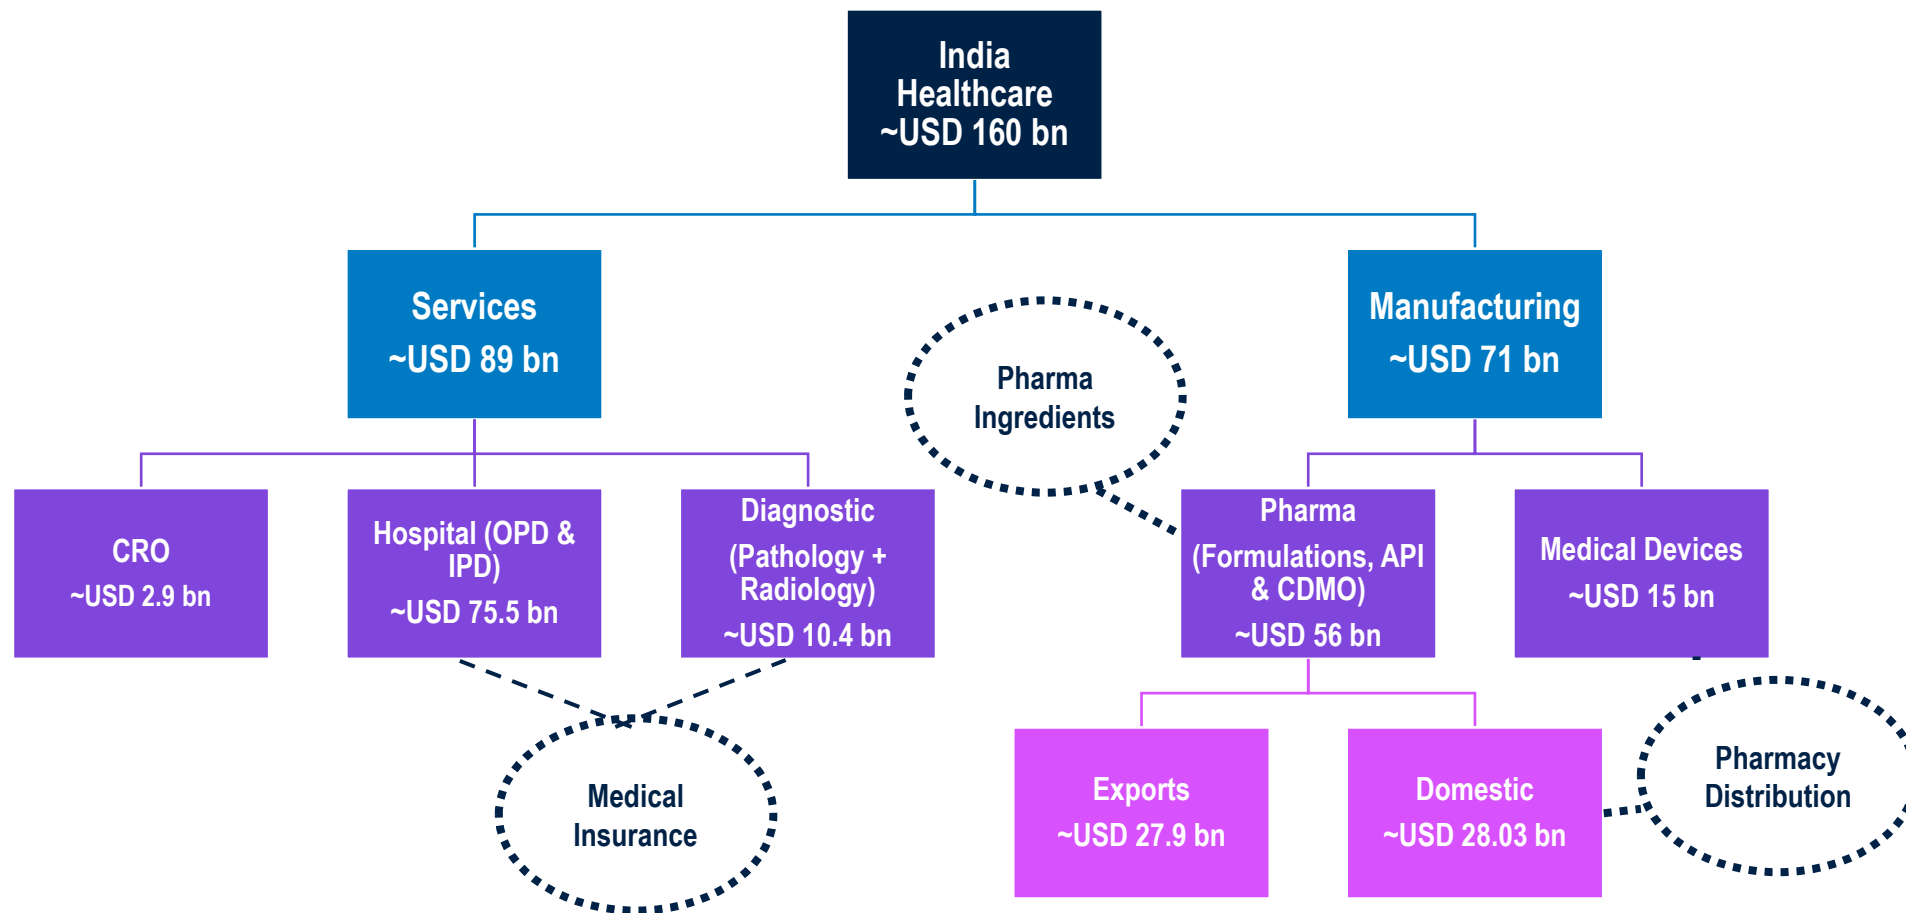 India
Healthcare
~USD 160 bn
Services
~USD 89 bn
Manufacturing
~USD 71 bn
Pharma
Ingredients
CRO
~USD 2.9 bn
Hospital (OPD &
IPD)
~USD 75.5 bn
Diagnostic
(Pathology +
Radiology)
~USD 10.4 bn
Pharma
(Formulations, API
& CDMO)
~USD 56 bn
Medical Devices
~USD 15 bn
Medical
Insurance
Exports
~USD 27.9 bn
Domestic
~USD 28.03 bn
Pharmacy
Distribution